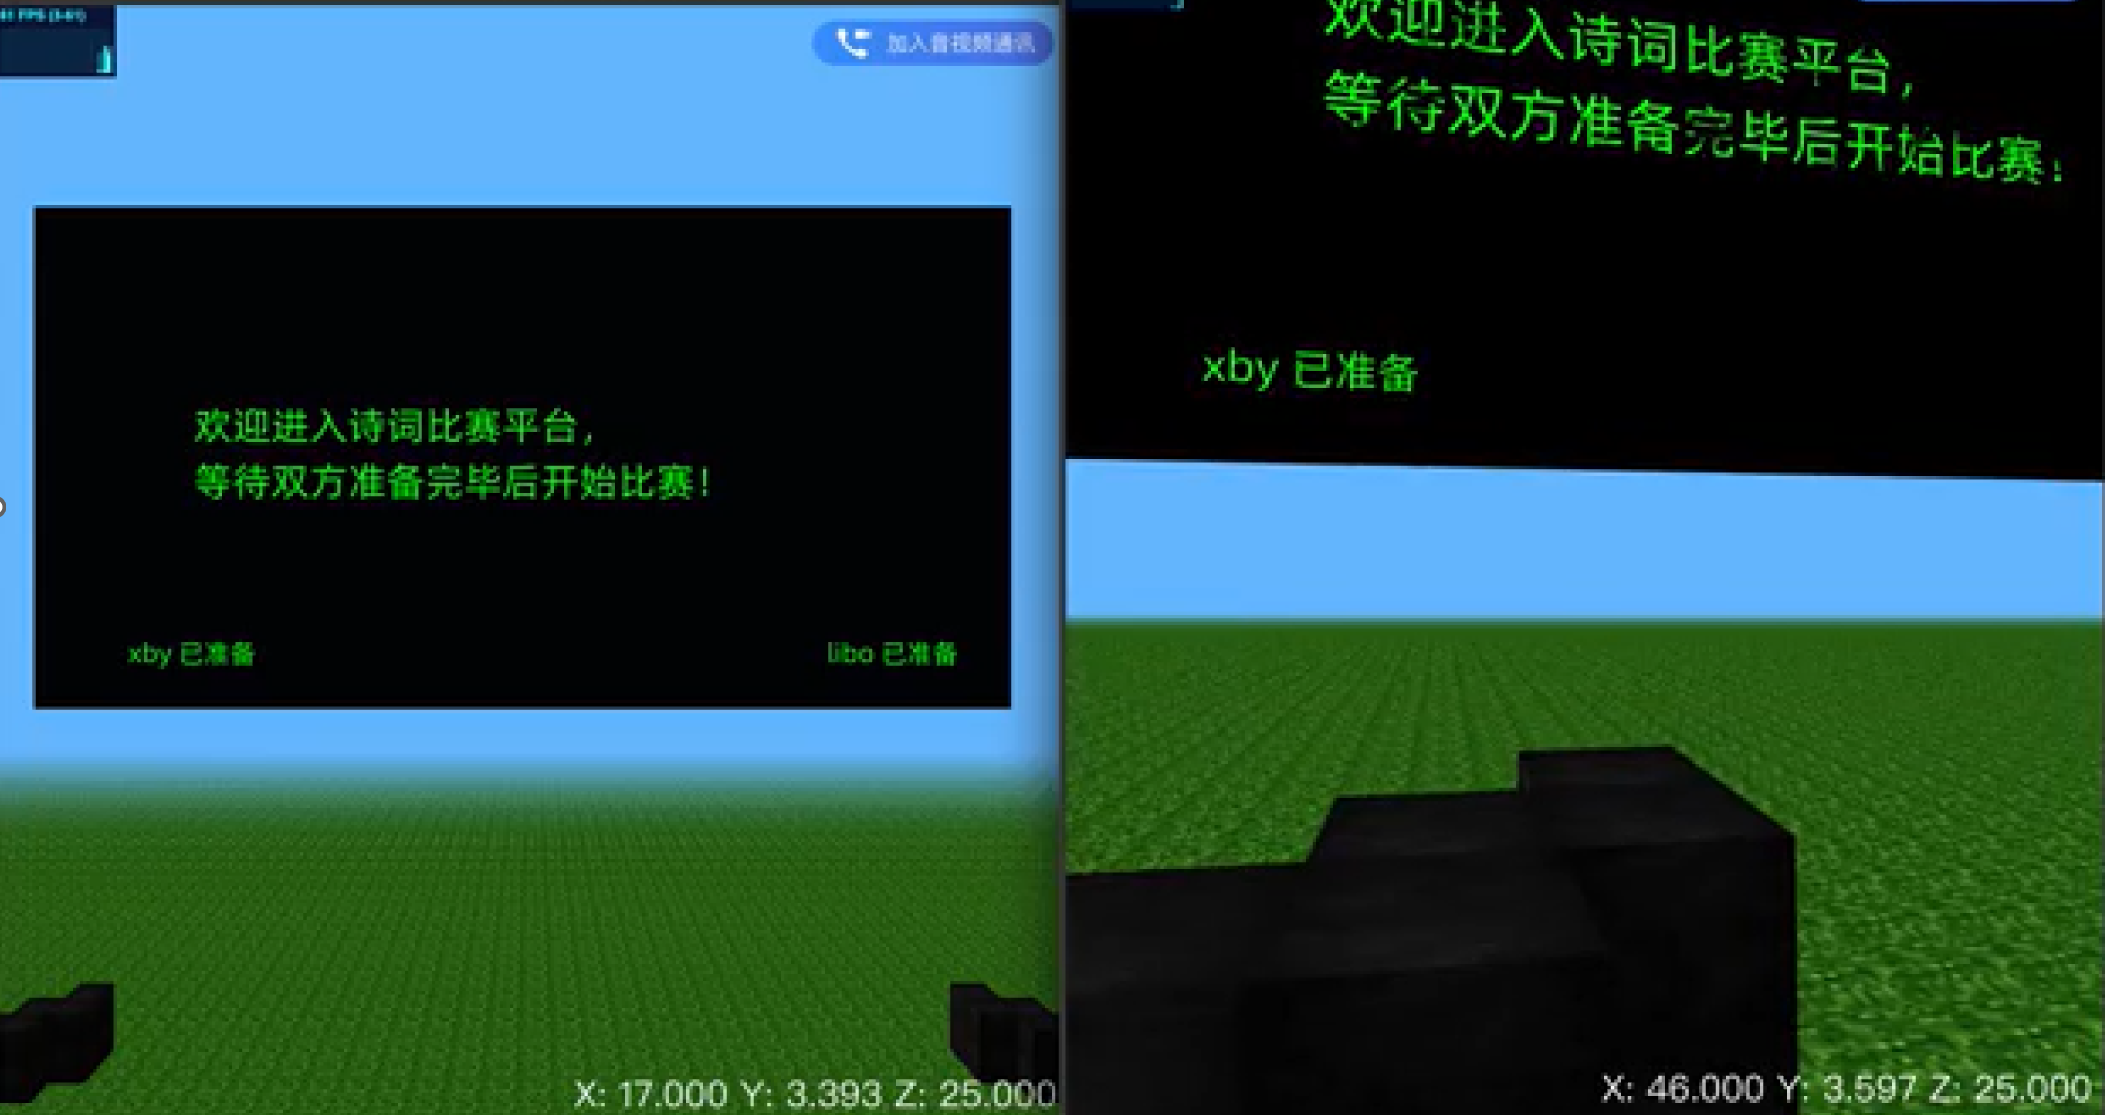 加入音视频通讯
欢迎进入诗词比赛平台，
等待双方准备完毕后开始比赛！
xby 已准备
libo 已准备
X: 17.000 Y: 3.393 Z: 25.000
欢迎进入诗词比赛平台，
等待双方准备完毕后开始比赛！
xby 已准备
X: 46.000 Y: 3.597 Z: 25.000